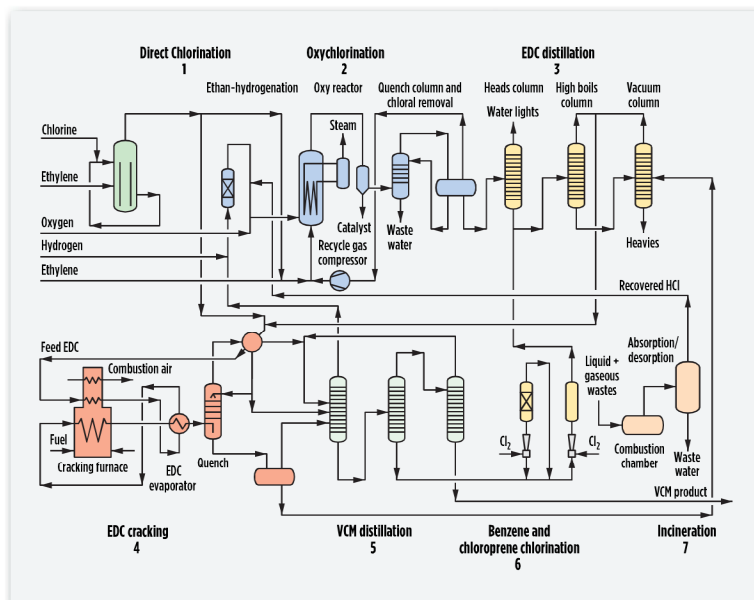 Direct Chlorination
1
Oxychlorination
2
EDC distillation
3
Ethan-hydrogenation
Oxy reactor
Quench column and
chloral removal
Heads column
High boils
column
Vacuum
column
Water lights
Steam
Chlorine
Ethylene
Oxygen
Hydrogen
Ethylene
Catalyst
Waste
water
Heavies
Recycle gas
compressor
Recovered HCl
Feed EDC
Combustion air
Fuel
Cracking furnace
EDC
evaporator
Quench
Liquid +
gaseous
wastes
Absorption/
desorption
Cl2
Cl2
Combustion
chamber
Waste
water
VCM product
EDC cracking
4
VCM distillation
5
Benzene and
chloroprene chlorination
6
Incineration
7